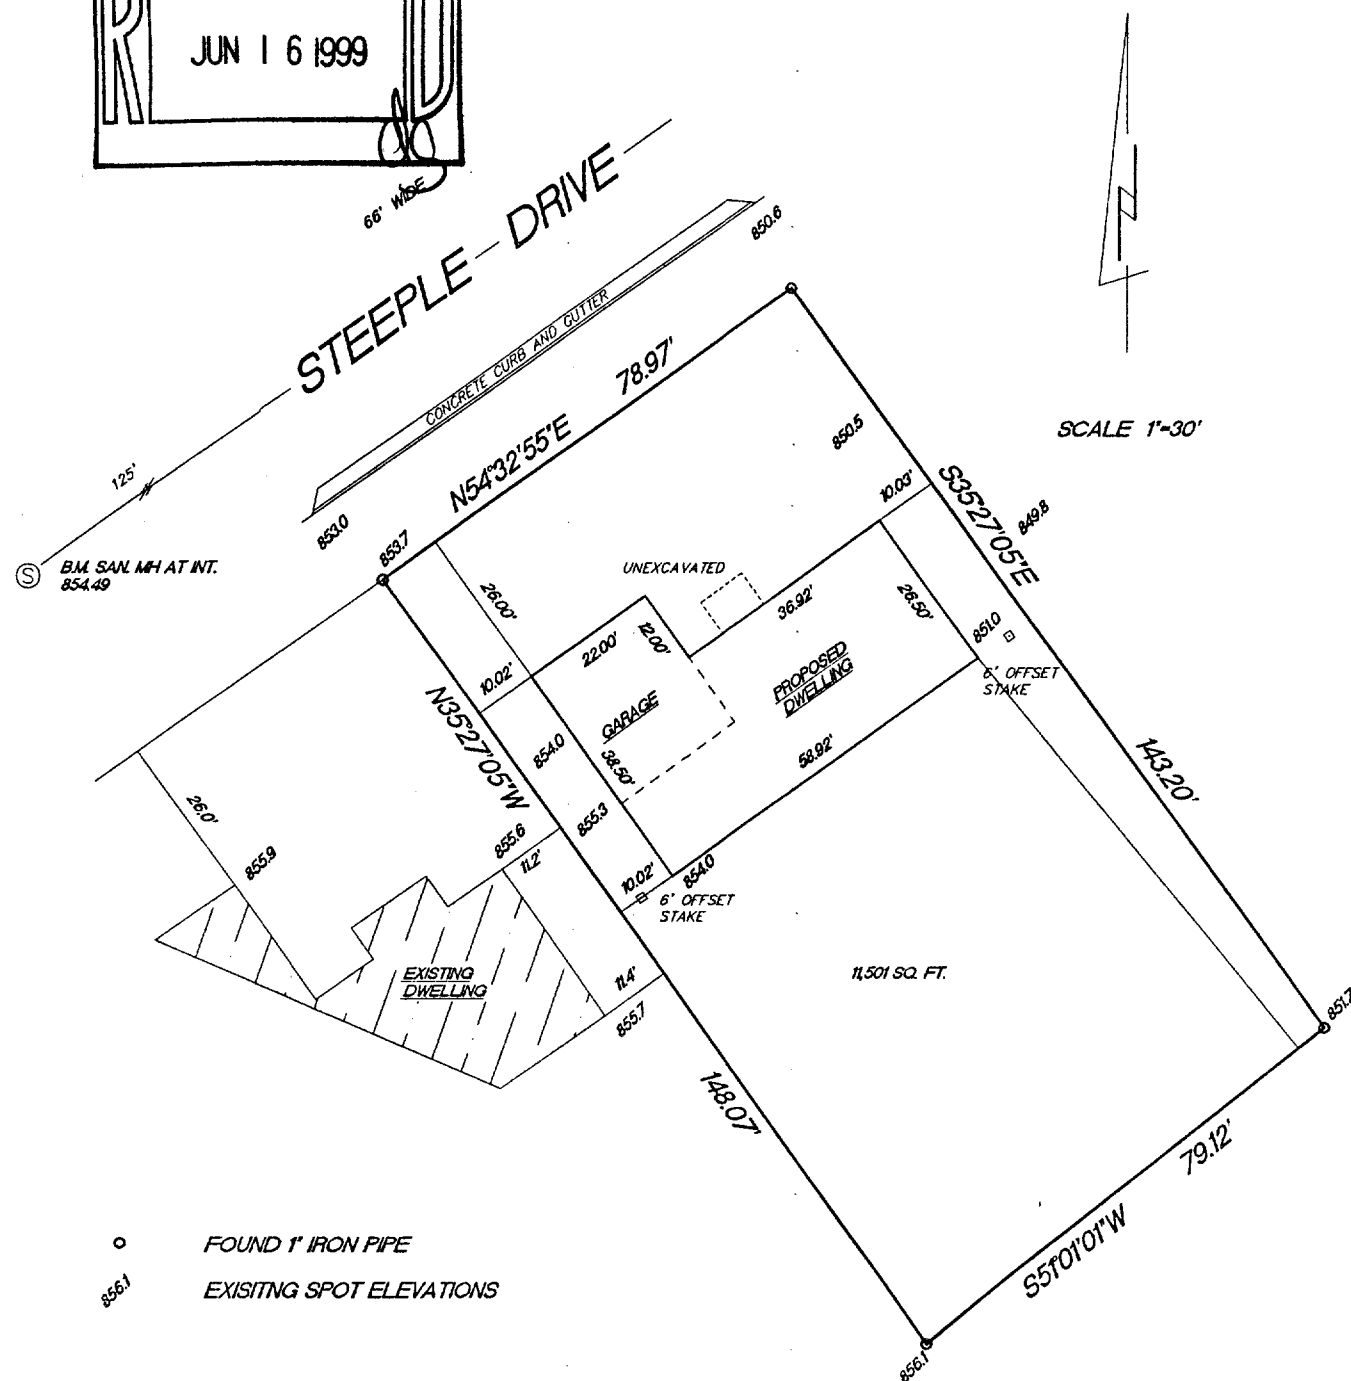 R D
JUN 16 1999
66' WIDE
STEEPLE DRIVE
850.6
CONCRETE CURB AND GUTTER
78.97'
N54°32'55"E
850.5
SCALE 1"=30'
125'
853.0
853.7
10.03'
S35°27'05"E
849.8
S
B.M. SAN. MH AT INT.
854.49
UNEXCAVATED
26.00'
36.92'
26.50'
22.00'
12.00'
851.0
6' OFFSET
STAKE
10.02'
PROPOSED
DWELLING
GARAGE
N35°27'05"W
854.0
38.50'
58.92'
143.20'
26.0'
855.3
855.6
11.2'
855.9
10.02'
854.0
6' OFFSET
STAKE
EXISTING
DWELLING
11.4'
855.7
11,501 SQ. FT.
851.7
148.07'
79.12'
S51°01'01"W
FOUND 1" IRON PIPE
856.1
EXISITNG SPOT ELEVATIONS
856.1